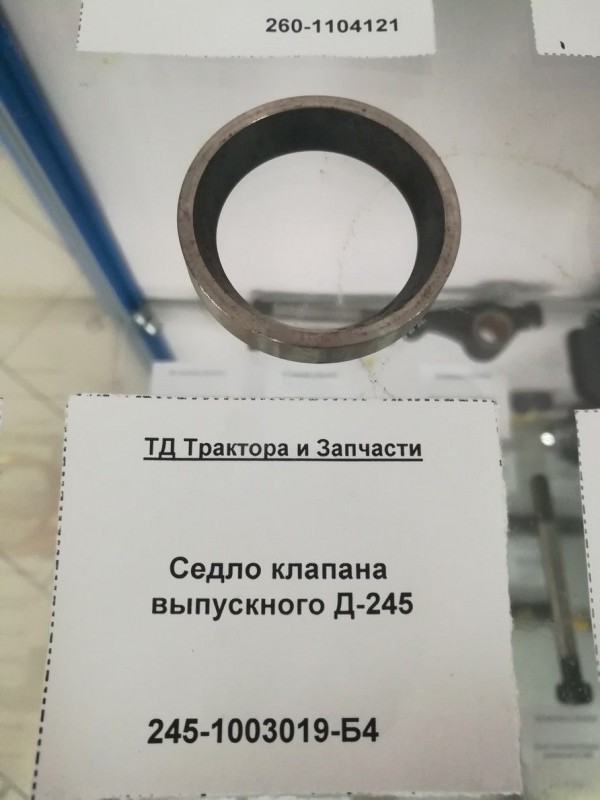 260-1104121
ТД Трактора и Запчасти
Седло клапана
выпускного Д-245
245-1003019-Б4